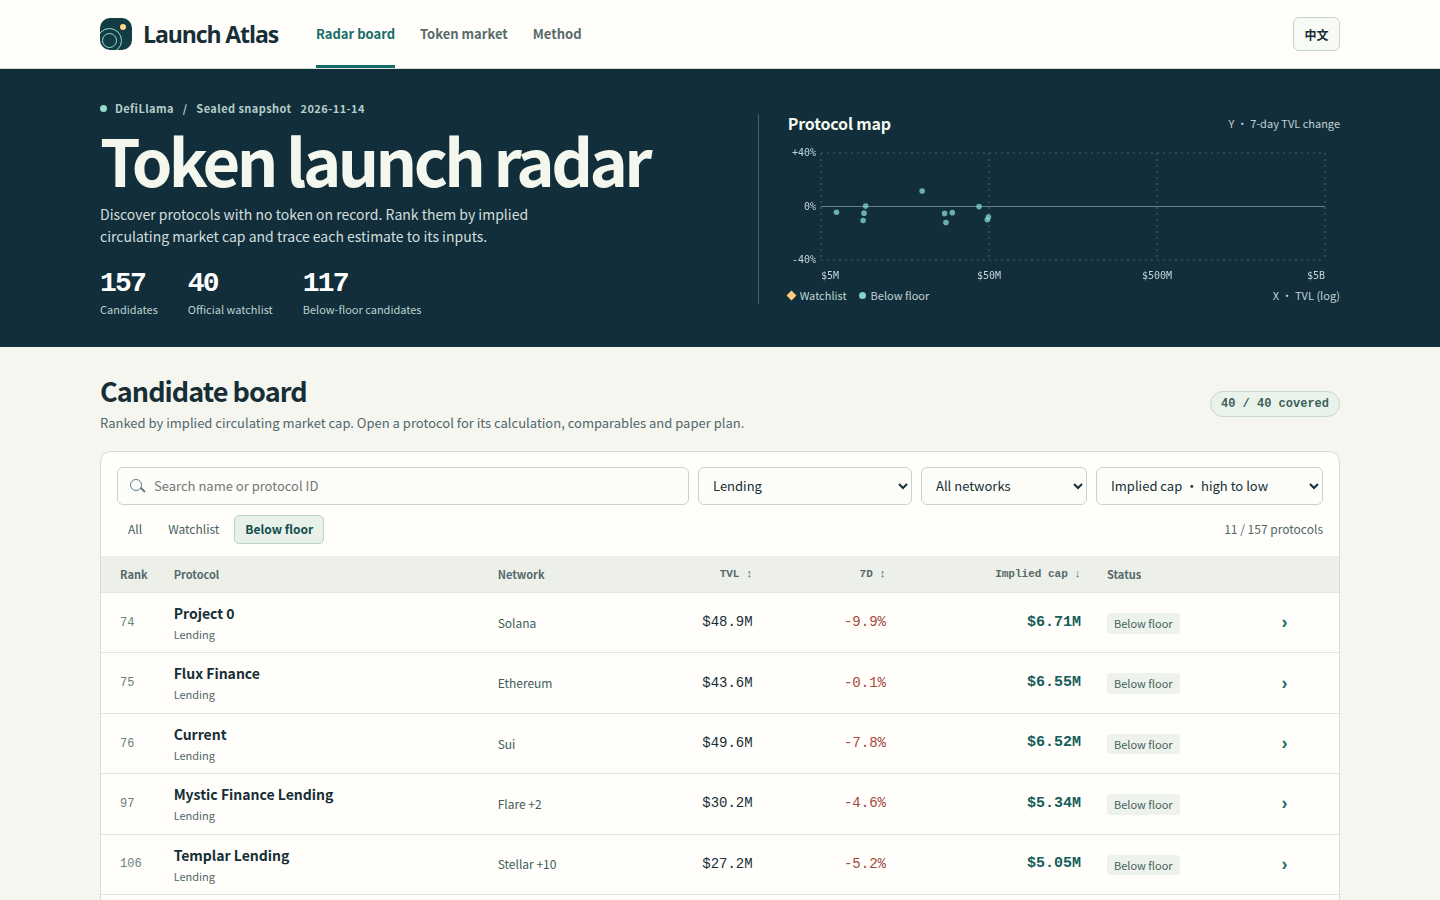 Launch Atlas
Radar board
Token market
Method
中文
DefiLlama / Sealed snapshot 2026-11-14
Token launch radar
Discover protocols with no token on record. Rank them by implied
circulating market cap and trace each estimate to its inputs.
157
40
117
Candidates
Official watchlist
Below-floor candidates
Protocol map
Y · 7-day TVL change
+40%
0%
-40%
$5M
$50M
$500M
$5B
Watchlist
Below floor
X · TVL (log)
Candidate board
Ranked by implied circulating market cap. Open a protocol for its calculation, comparables and paper plan.
40 / 40 covered
Search name or protocol ID
Lending
All networks
Implied cap · high to low
All
Watchlist
Below floor
11 / 157 protocols
Rank Protocol Network TVL ↕ 7D ↕ Implied cap ↓ Status
74 Project 0 Solana $48.9M -9.9% $6.71M Below floor ›
Lending
75 Flux Finance Ethereum $43.6M -0.1% $6.55M Below floor ›
Lending
76 Current Sui $49.6M -7.8% $6.52M Below floor ›
Lending
97 Mystic Finance Lending Flare +2 $30.2M -4.6% $5.34M Below floor ›
Lending
106 Templar Lending Stellar +10 $27.2M -5.2% $5.05M Below floor ›
Lending